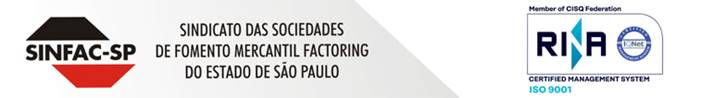 SINFAC-SP
SINDICATO DAS SOCIEDADES
DE FOMENTO MERCANTIL FACTORING
DO ESTADO DE SÃO PAULO
Member of CISQ Federation
RINA
IQNet
CERTIFIED MANAGEMENT SYSTEM
ISO 9001